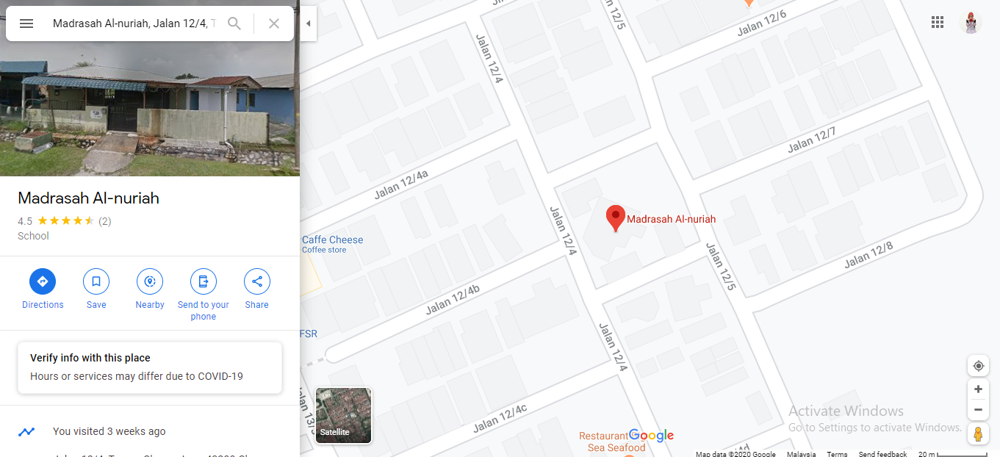 Madrasah Al-nuriah, Jalan 12/4, T
Madrasah Al-nuriah
4.5 (2)
School
Directions
Save
Nearby
Send to your
phone
Share
Verify info with this place
Hours or services may differ due to COVID-19
You visited 3 weeks ago
Jalan 12/5
Jalan 12/6
Jalan 12/4
Jalan 12/7
Jalan 12/4a
Madrasah Al-nuriah
Jalan 12/4
Caffe Cheese
Coffee store
Jalan 12/5
Jalan 12/8
Jalan 12/4b
FSR
Jalan 12/4
Jalan 12/4c
Satellite
Restaurant
Sea Seafood
Google
Activate Windows
Go to Settings to activate Windows.
Map data ©2020 Google
Malaysia
Terms
Send feedback
20 m